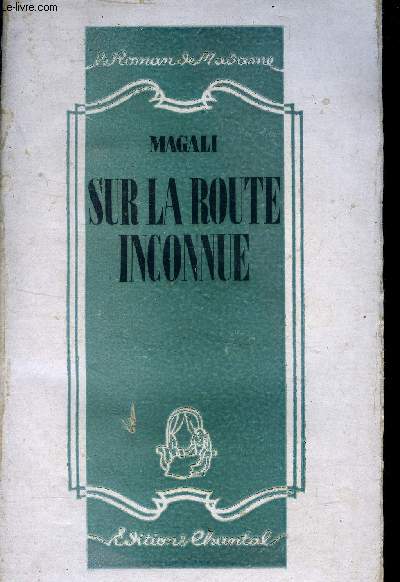 Le-livre.com
Le Roman de Madame
MAGALI
SUR LA ROUTE
INCONNUE
Editions Chantal